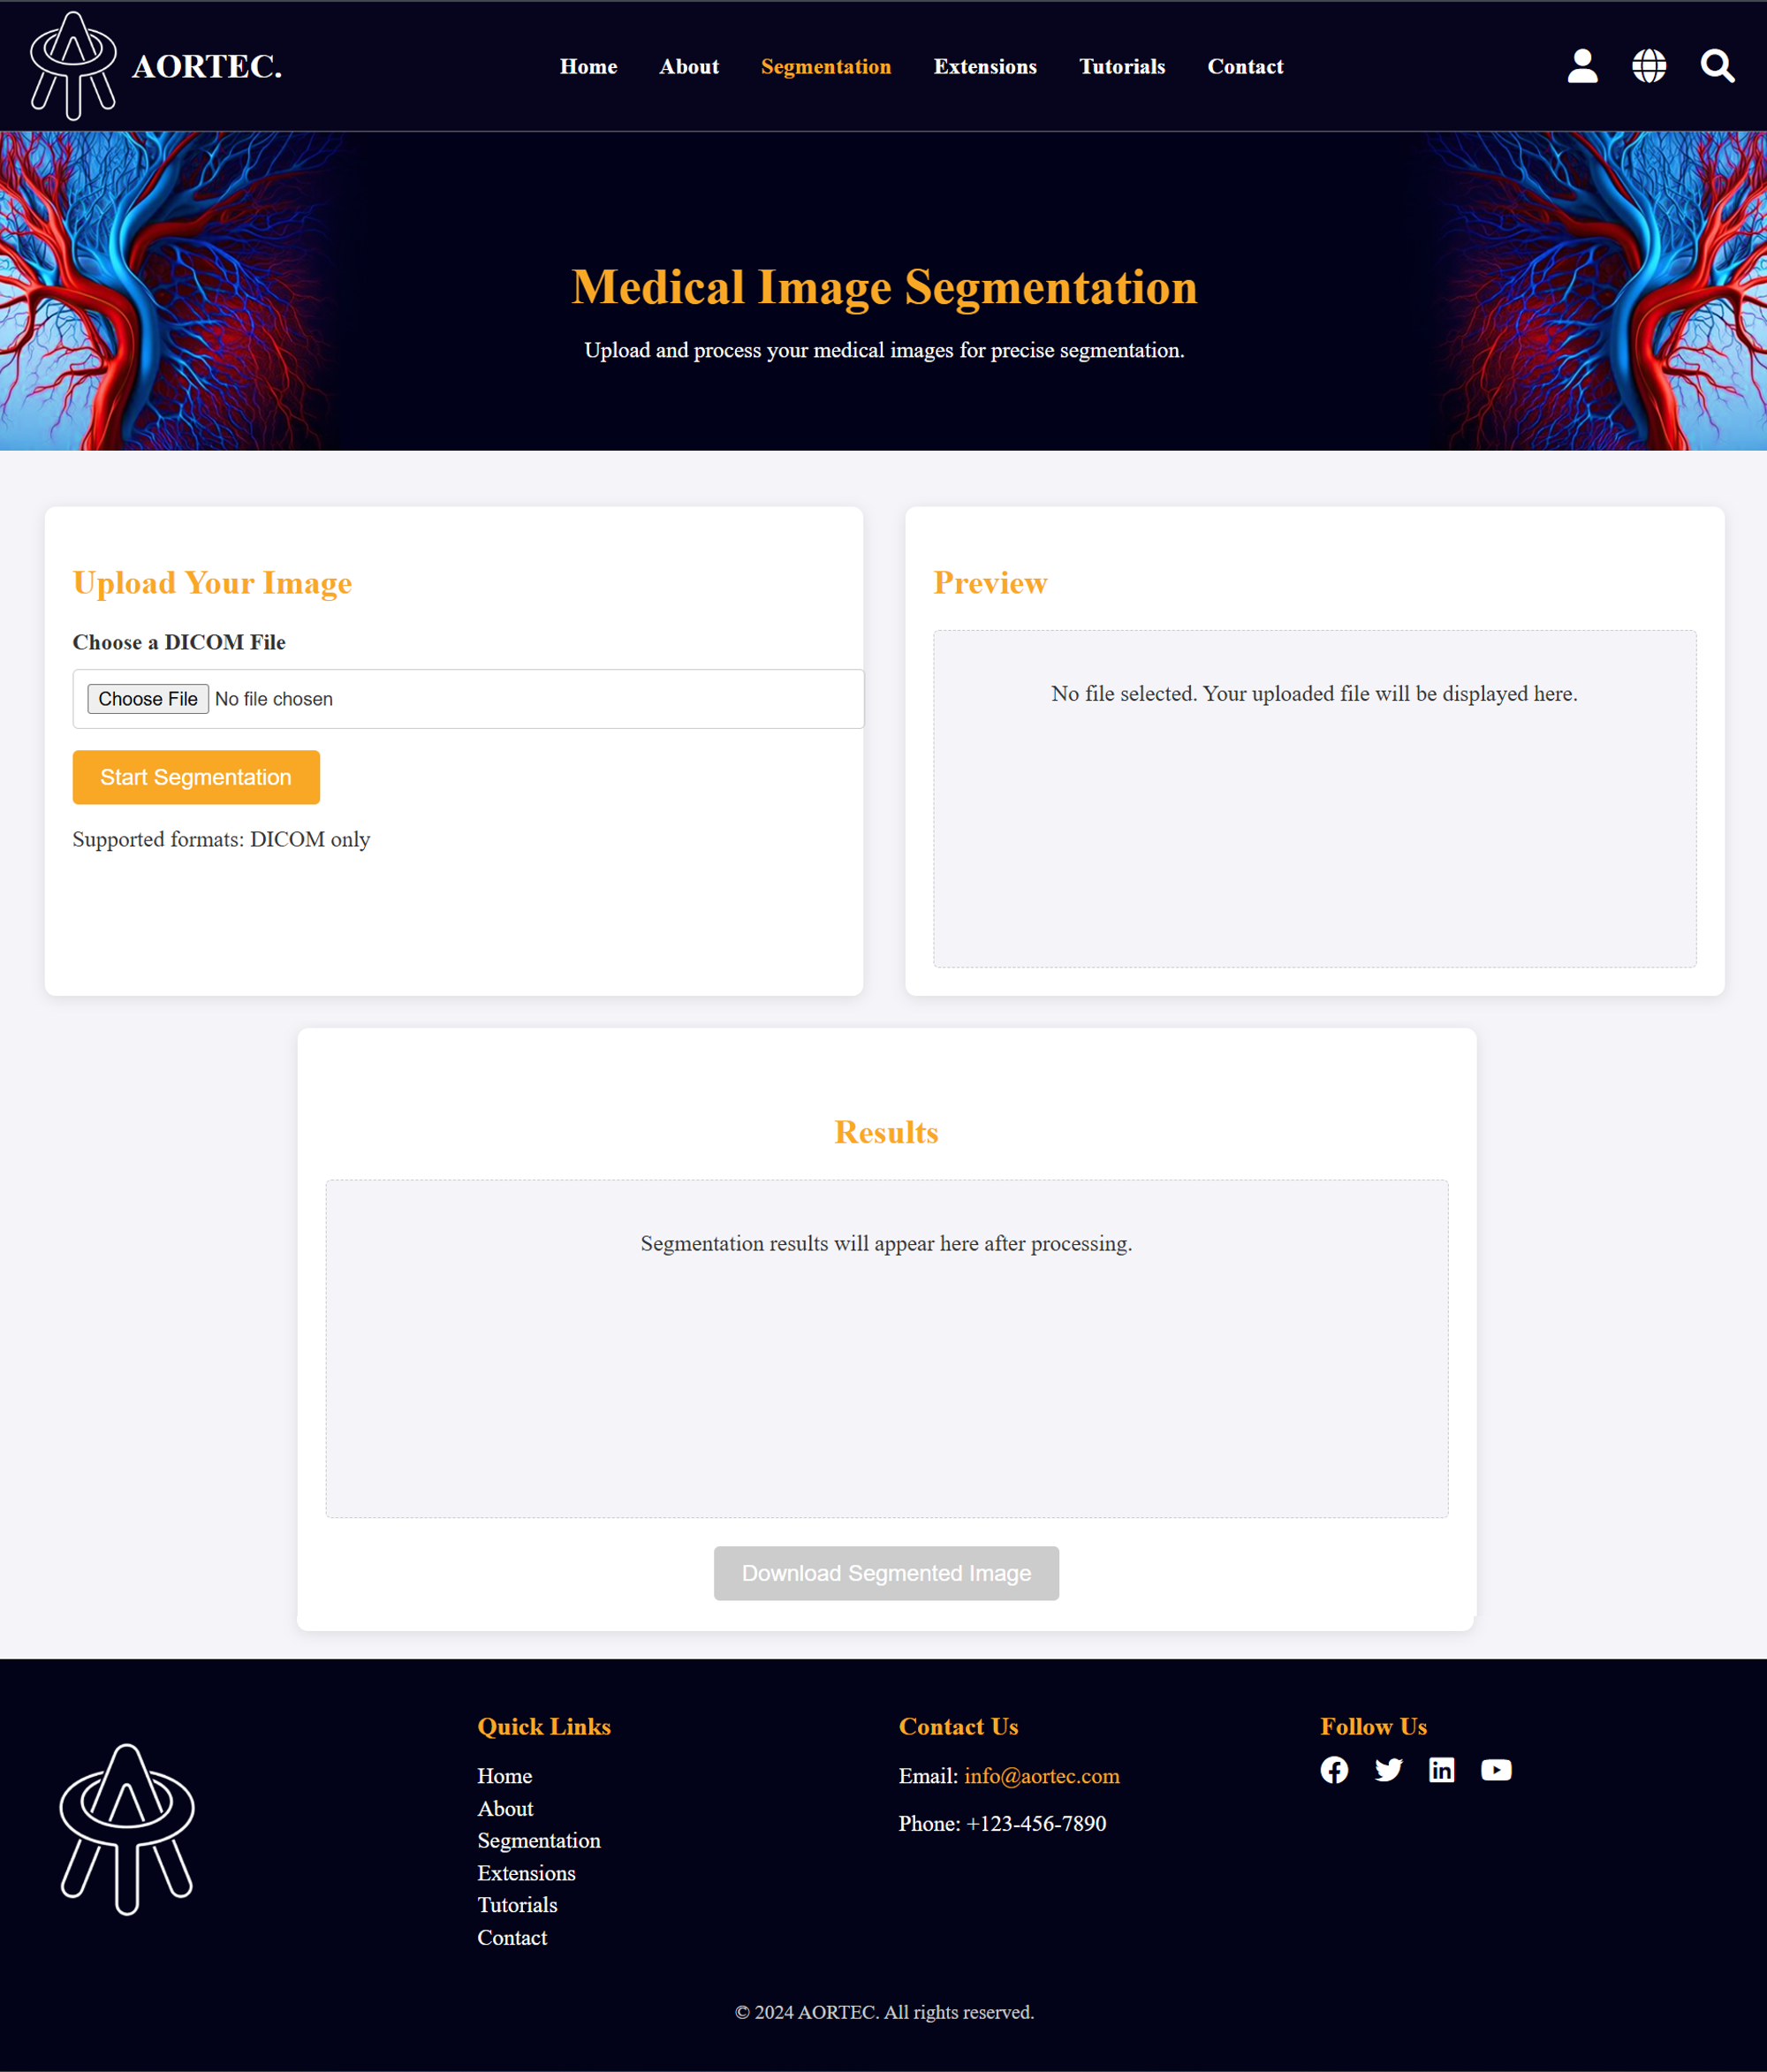 AORTEC.
Home About Segmentation Extensions Tutorials Contact
Medical Image Segmentation
Upload and process your medical images for precise segmentation.
Upload Your Image
Choose a DICOM File
Choose File No file chosen
Start Segmentation
Supported formats: DICOM only
Preview
No file selected. Your uploaded file will be displayed here.
Results
Segmentation results will appear here after processing.
Download Segmented Image
Quick Links
Home
About
Segmentation
Extensions
Tutorials
Contact
Contact Us
Email: info@aortec.com
Phone: +123-456-7890
Follow Us
© 2024 AORTEC. All rights reserved.